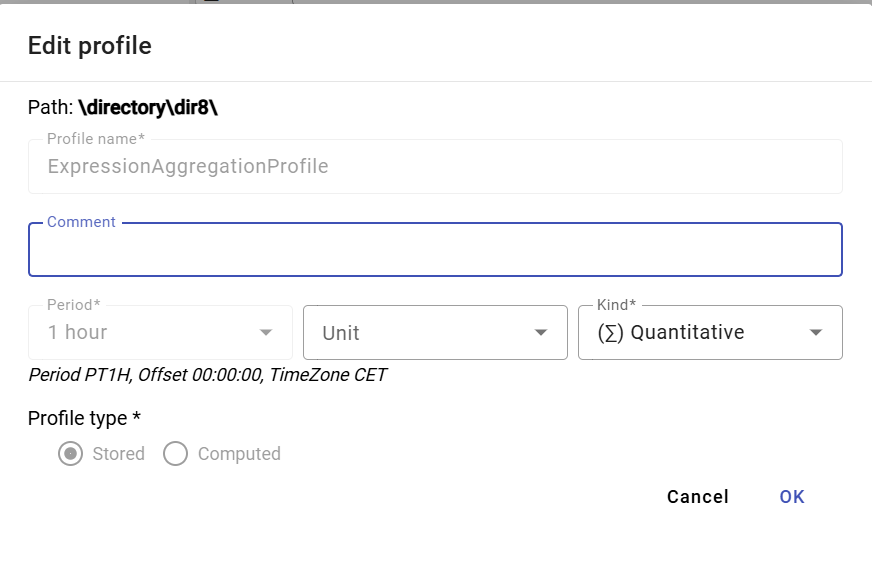 Edit profile
Path: \directory\dir8\
Profile name*
ExpressionAggregationProfile
Comment
Period*
1 hour
Unit
Kind*
(∑) Quantitative
Period PT1H, Offset 00:00:00, TimeZone CET
Profile type *
Stored
Computed
Cancel
OK